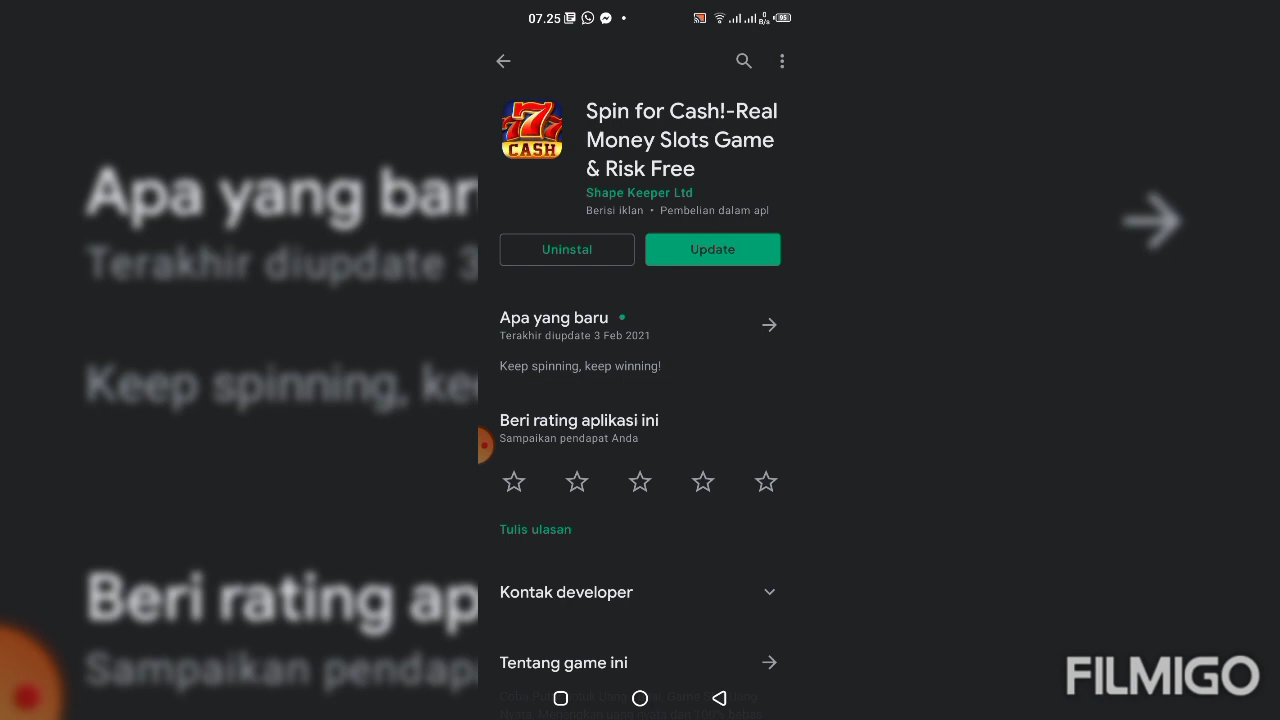 07.25
0
B/s
95
Spin for Cash!-Real
Money Slots Game
& Risk Free
777
CASH
Shape Keeper Ltd
Berisi iklan • Pembelian dalam apl
Uninstal
Update
Apa yang bar
Terakhir diupdate 3
Keep spinning, kee
Beri rating ap
Sampaikan pendap
Apa yang baru
Terakhir diupdate 3 Feb 2021
Keep spinning, keep winning!
Beri rating aplikasi ini
Sampaikan pendapat Anda
Tulis ulasan
Kontak developer
Tentang game ini
FILMIGO